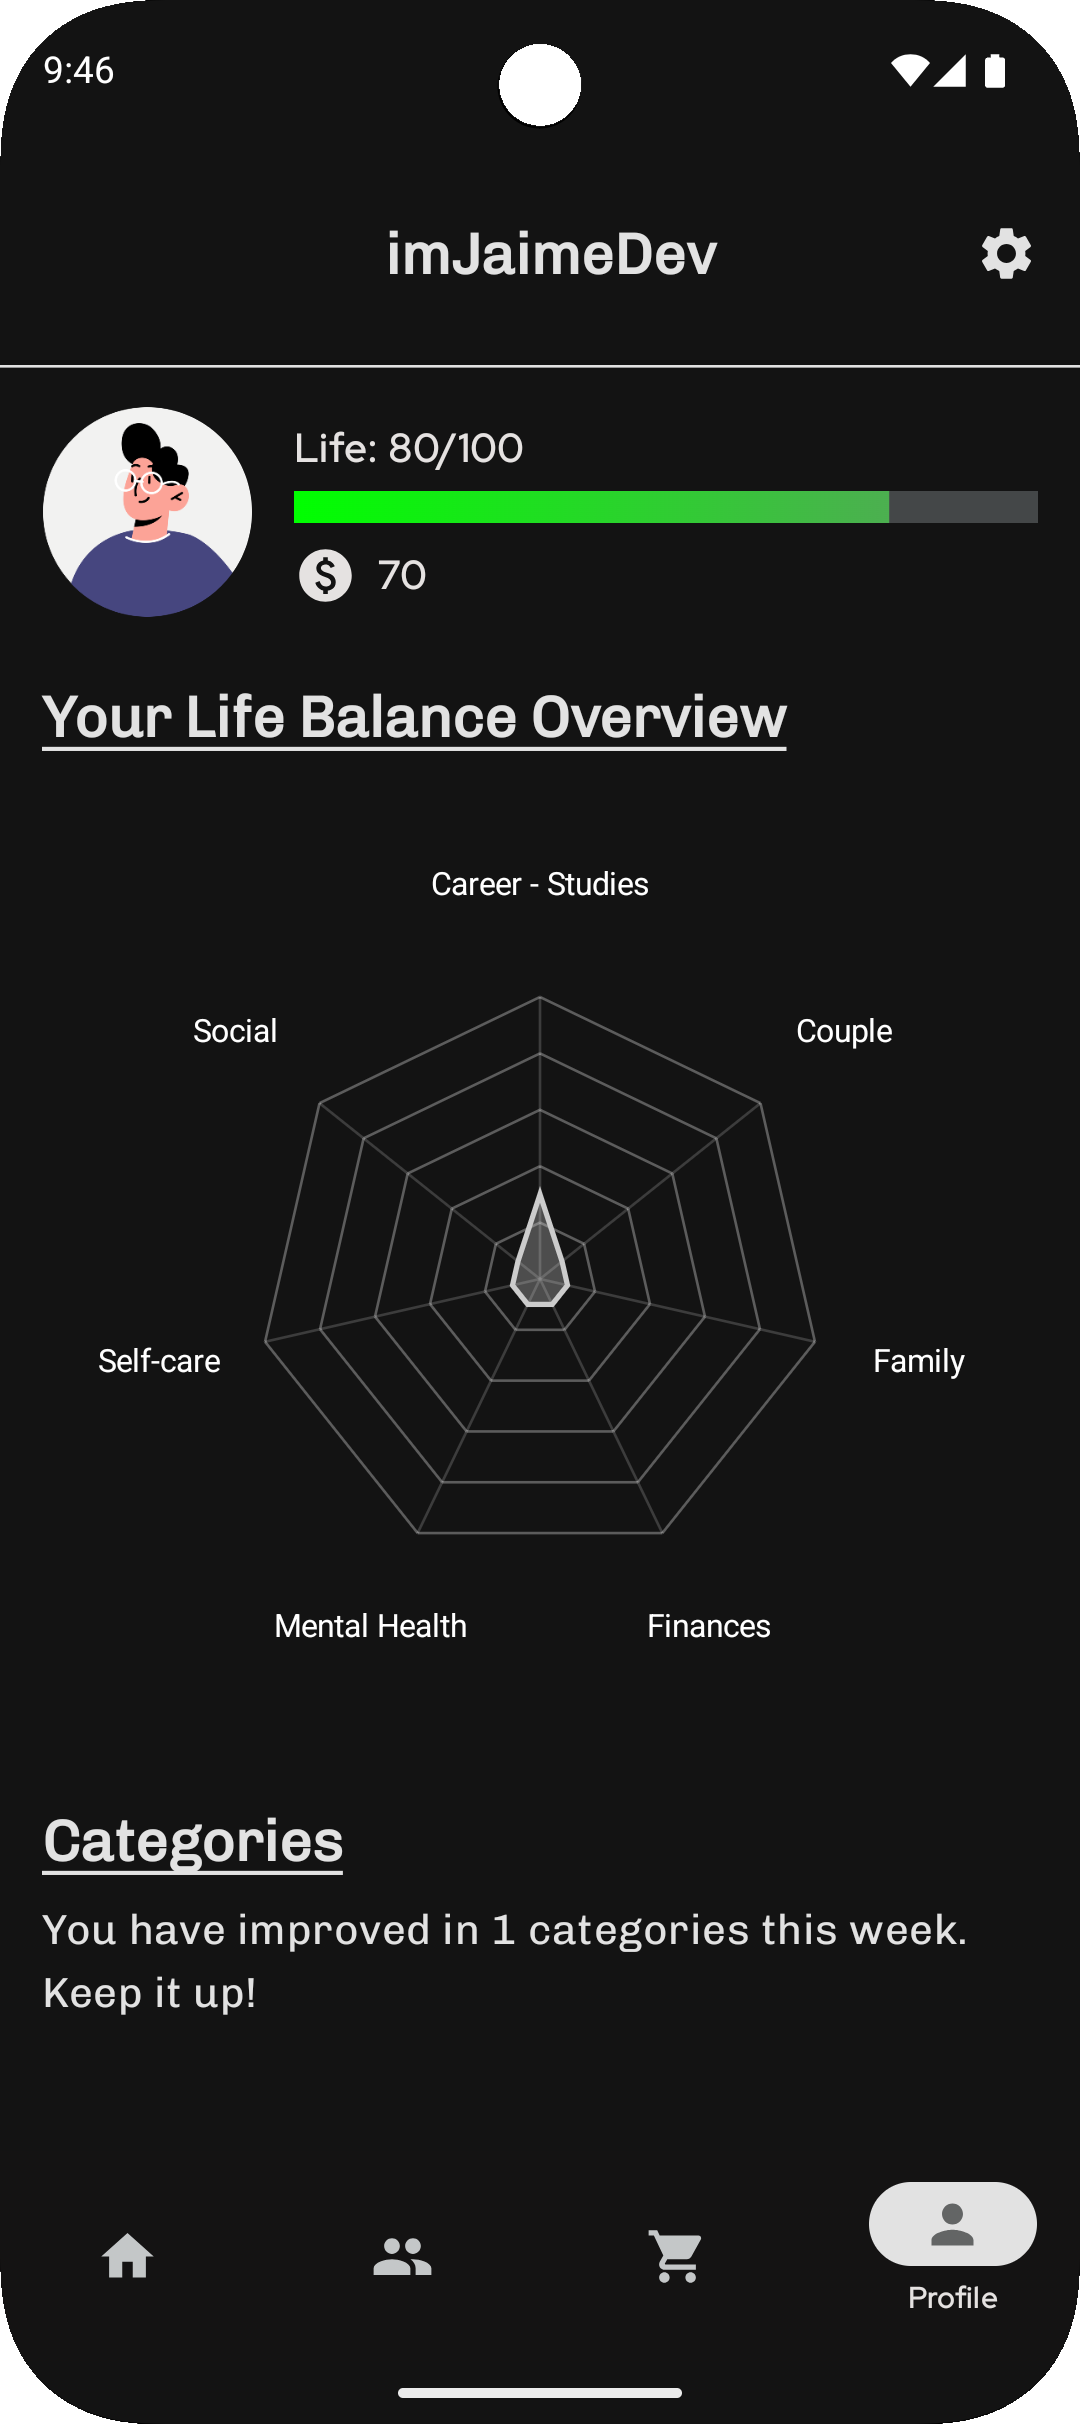 9:46
imJaimeDev
Life: 80/100
$ 70
Your Life Balance Overview
Career - Studies
Social
Couple
Self-care
Family
Mental Health
Finances
Categories
You have improved in 1 categories this week.
Keep it up!
Profile